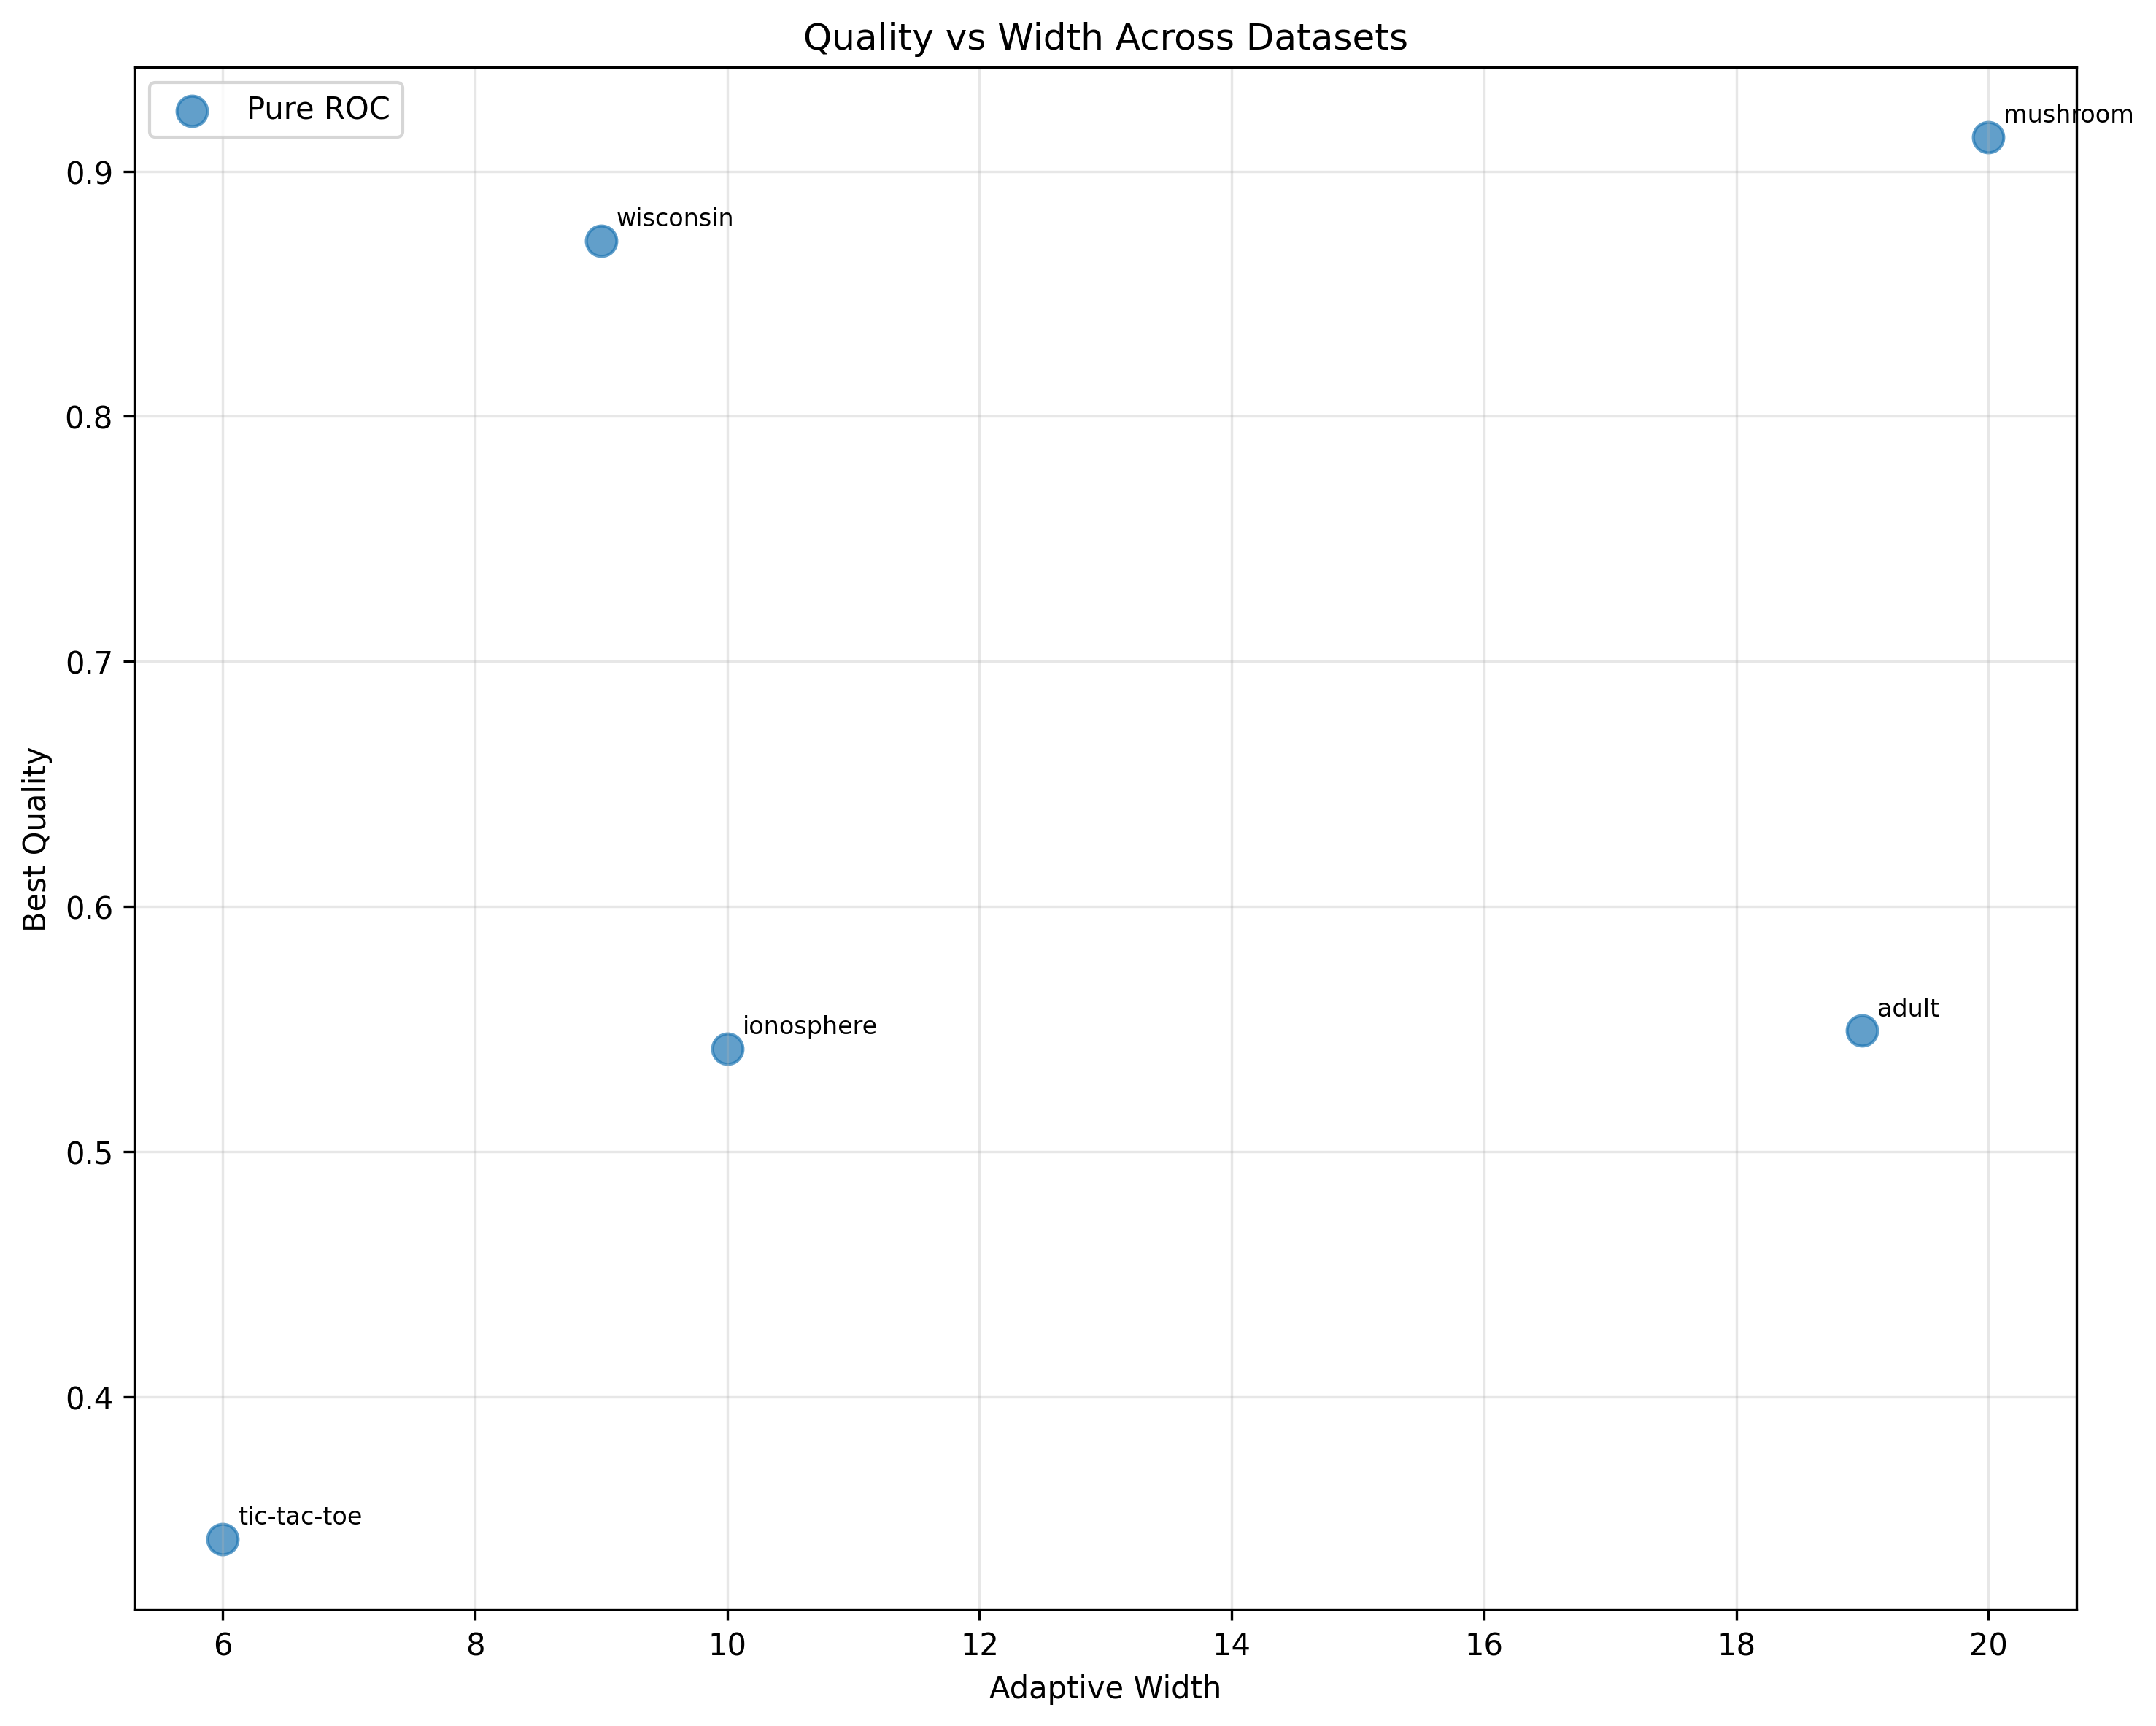 Quality vs Width Across Datasets
Pure ROC
mushroom
wisconsin
ionosphere
adult
tic-tac-toe
0.9
0.8
0.7
0.6
0.5
0.4
Best Quality
6 8 10 12 14 16 18 20
Adaptive Width